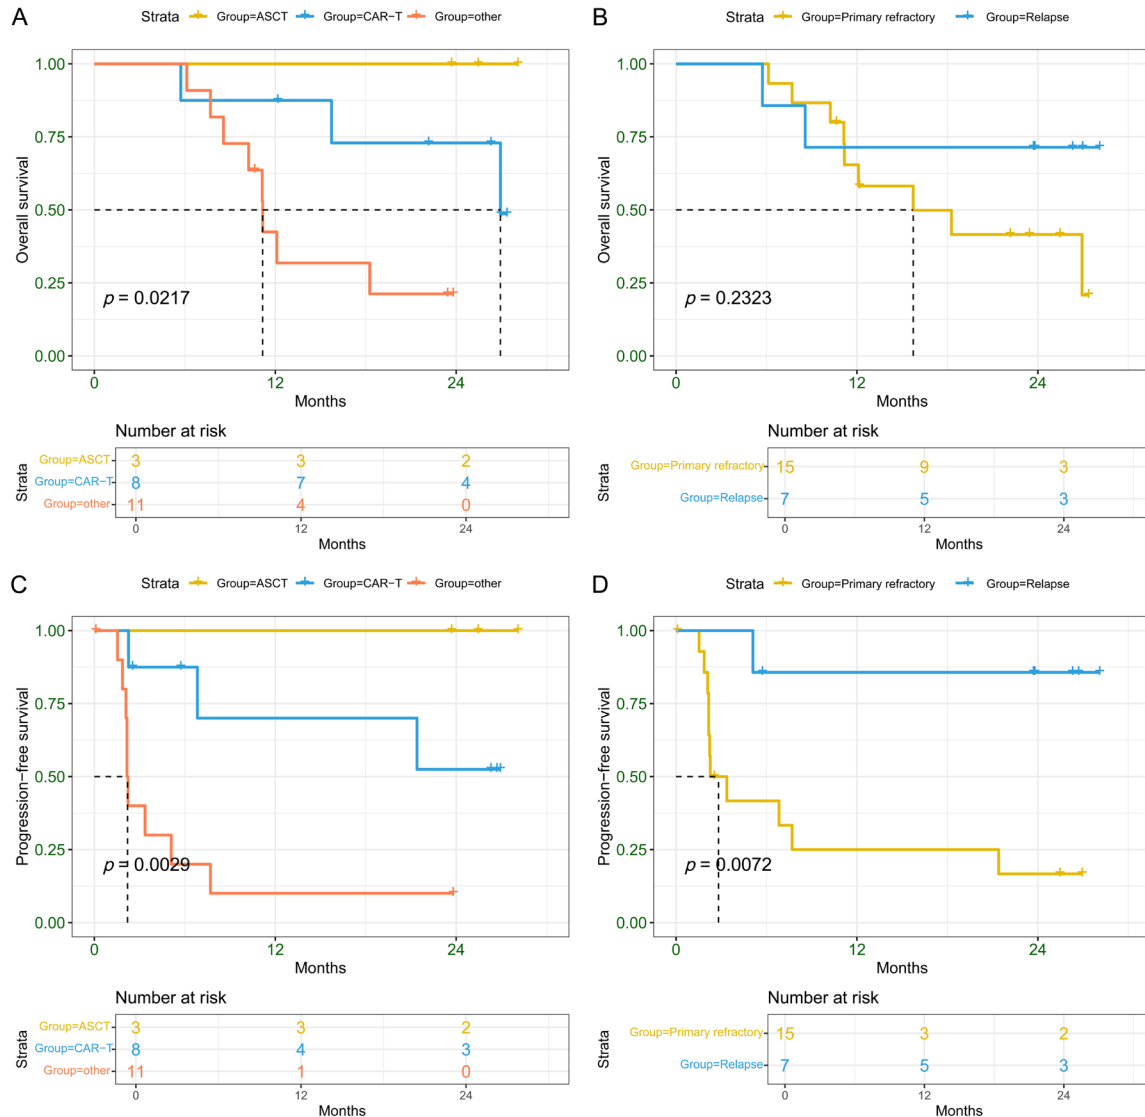 A
Strata Group=ASCT Group=CAR−T Group=other
Overall survival
1.00
0.75
0.50
0.25
0.00
p = 0.0217
0 12 24
Months
Number at risk
Strata
Group=ASCT 3 3 2
Group=CAR−T 8 7 4
Group=other 11 4 0
0 12 24
Months
B
Strata Group=Primary refractory Group=Relapse
Overall survival
1.00
0.75
0.50
0.25
0.00
p = 0.2323
0 12 24
Months
Number at risk
Strata
Group=Primary refractory 15 9 3
Group=Relapse 7 5 3
0 12 24
Months
C
Strata Group=ASCT Group=CAR−T Group=other
Progression−free survival
1.00
0.75
0.50
0.25
0.00
p = 0.0029
0 12 24
Months
Number at risk
Strata
Group=ASCT 3 3 2
Group=CAR−T 8 4 3
Group=other 11 1 0
0 12 24
Months
D
Strata Group=Primary refractory Group=Relapse
Progression−free survival
1.00
0.75
0.50
0.25
0.00
p = 0.0072
0 12 24
Months
Number at risk
Strata
Group=Primary refractory 15 3 2
Group=Relapse 7 5 3
0 12 24
Months